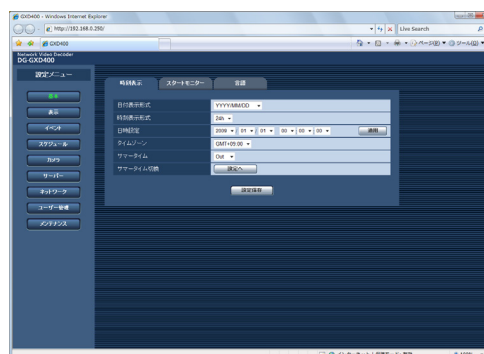 GXD400 - Windows Internet Explorer
http://192.168.0.250/
Live Search
GXD400
ページ(P)
ツール(O)
Network Video Decoder
DG-GXD400
設定メニュー
基本
表示
イベント
スケジュール
カメラ
サーバー
ネットワーク
ユーザー管理
メンテナンス
時刻表示 スタートモニター 言語
日付表示形式 YYYY/MM/DD
時刻表示形式 24h
日時設定 2009 01 01 00 00 00 適用
タイムゾーン GMT+09:00
サマータイム Out
サマータイム切換 設定へ
設定保存